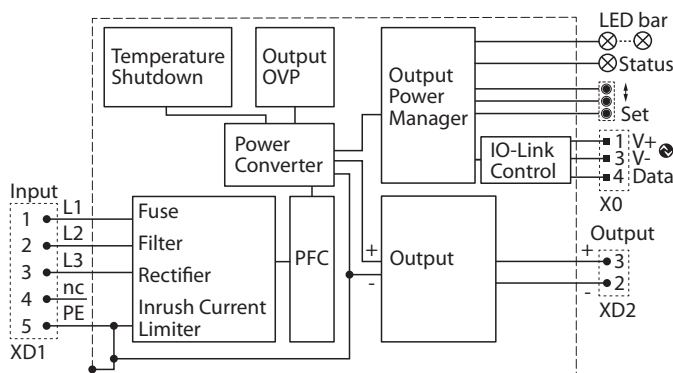 LED bar
Temperature
Shutdown
Output
OVP
Output
Power
Manager
Status
Set
Power
Converter
IO-Link
Control
1 V+
3 V-
4 Data
X0
Input
1 L1
2 L2
3 L3
4 nc
5 PE
XD1
Fuse
Filter
Rectifier
Inrush Current
Limiter
PFC
+
-
Output
Output
+ 3
- 2
XD2